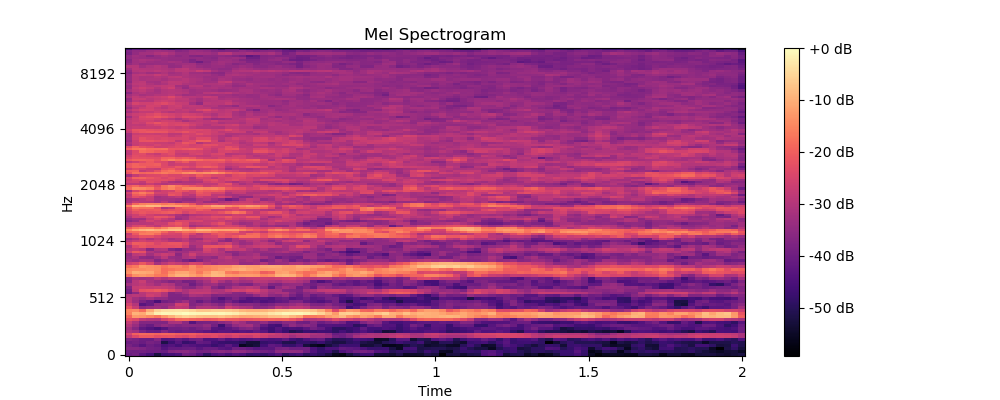 Mel Spectrogram
Hz
8192
4096
2048
1024
512
0
0 0.5 1 1.5 2
Time
+0 dB
-10 dB
-20 dB
-30 dB
-40 dB
-50 dB